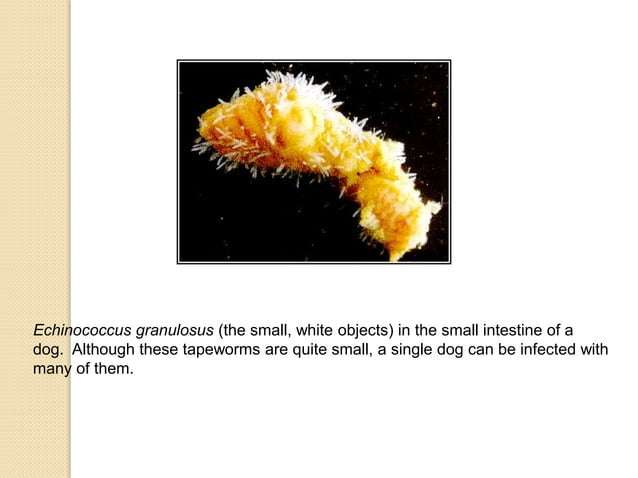 Echinococcus granulosus (the small, white objects) in the small intestine of a
dog.  Although these tapeworms are quite small, a single dog can be infected with
many of them.